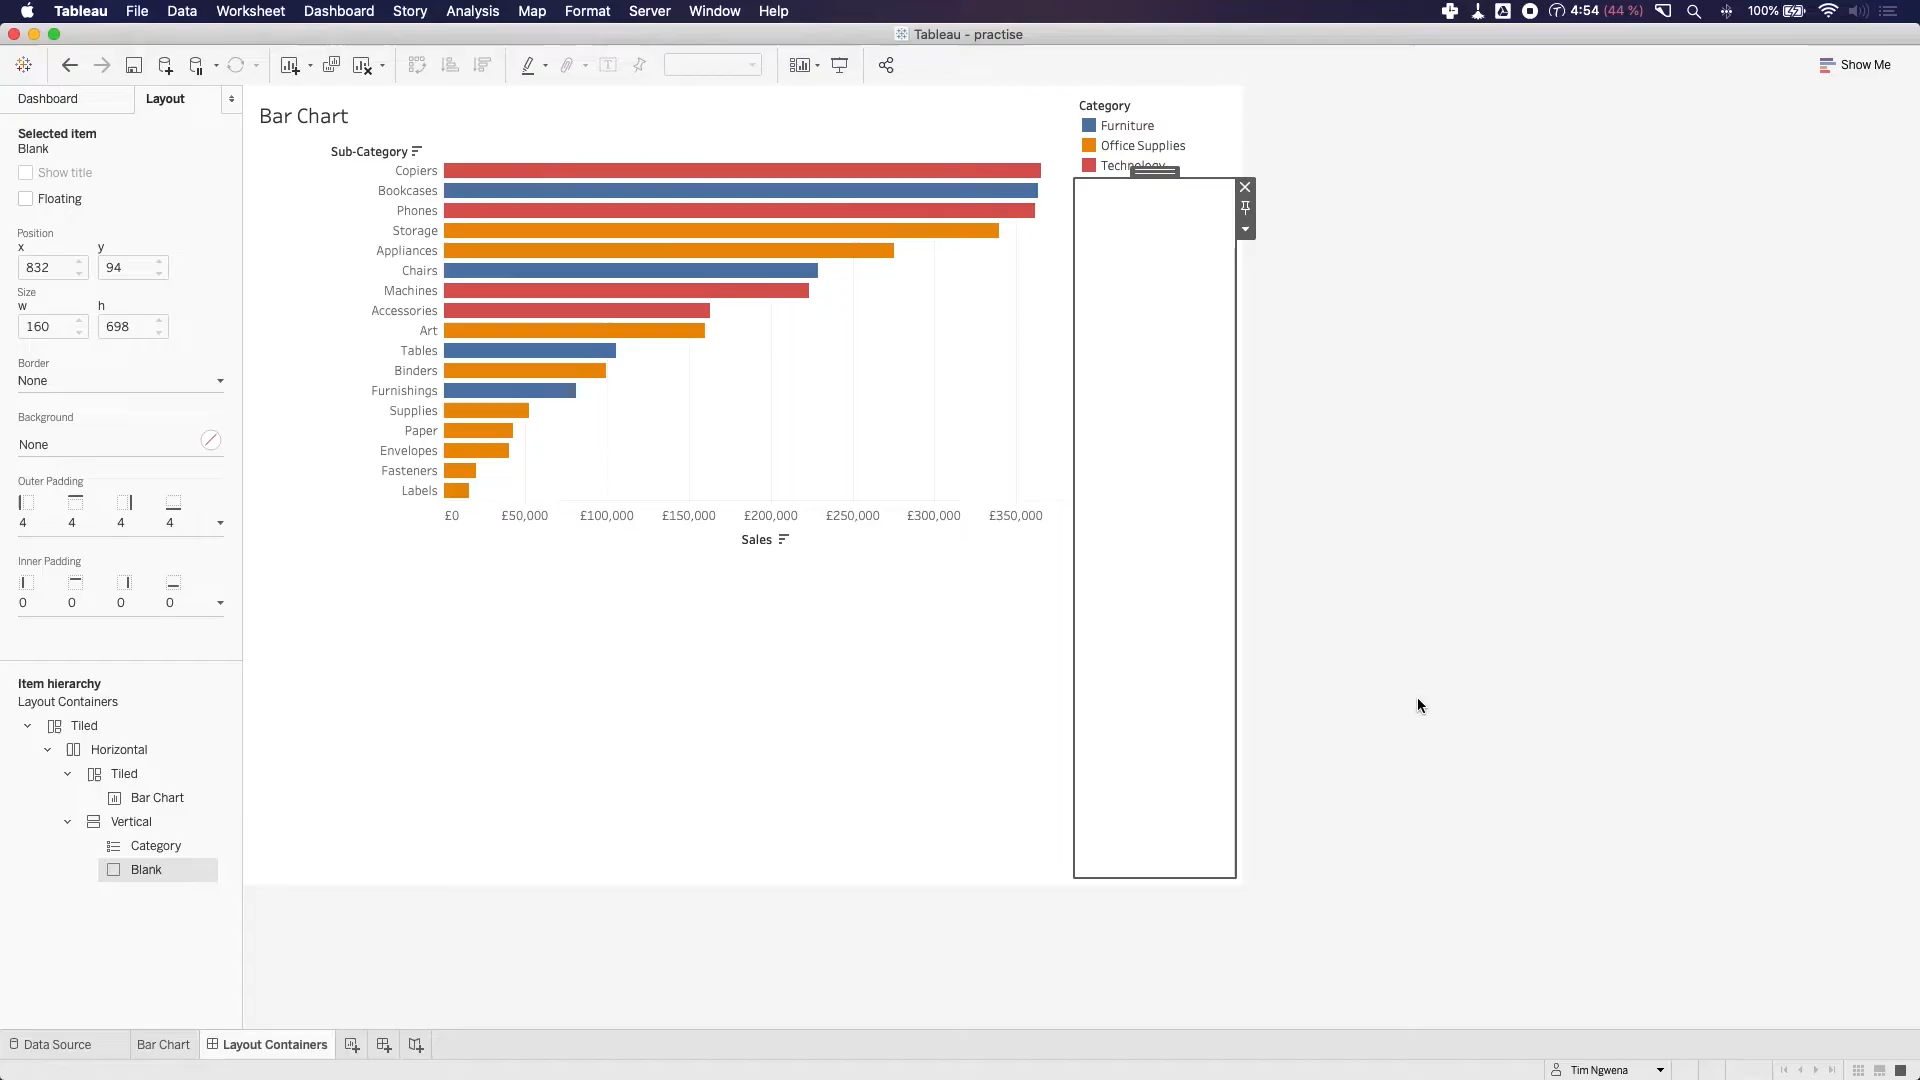 Tableau File Data Worksheet Dashboard Story Analysis Map Format Server Window Help 4:54 (44 %) 100%
Tableau - practise
Show Me
Dashboard Layout
Selected item
Blank
Show title
Floating
Position
x y
832 94
Size
w h
160 698
Border
None
Background
None
Outer Padding
4 4 4 4
Inner Padding
0 0 0 0
Item hierarchy
Layout Containers
Tiled
Horizontal
Tiled
Bar Chart
Vertical
Category
Blank
Bar Chart
Sub-Category
Copiers
Bookcases
Phones
Storage
Appliances
Chairs
Machines
Accessories
Art
Tables
Binders
Furnishings
Supplies
Paper
Envelopes
Fasteners
Labels
£0 £50,000 £100,000 £150,000 £200,000 £250,000 £300,000 £350,000
Sales
Category
Furniture
Office Supplies
Technology
Data Source Bar Chart Layout Containers
Tim Ngwena